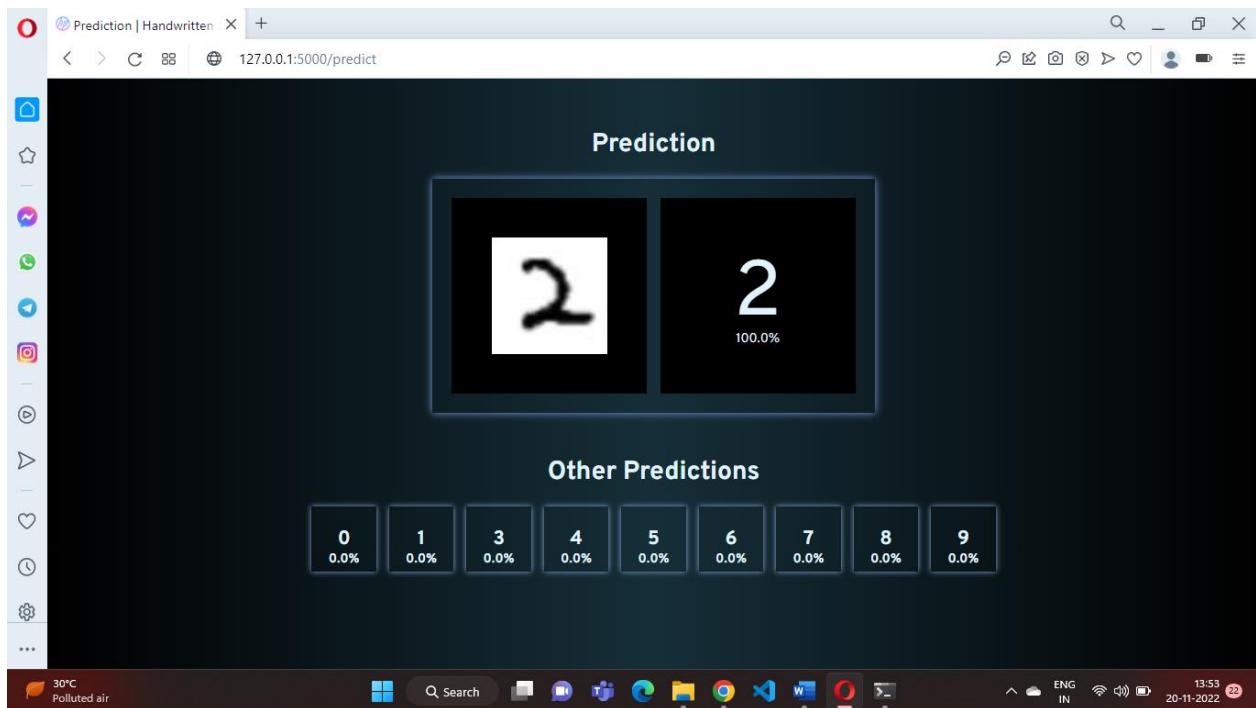 Prediction | Handwritten
127.0.0.1:5000/predict
Prediction
2
2
100.0%
Other Predictions
0 1 3 4 5 6 7 8 9
0.0% 0.0% 0.0% 0.0% 0.0% 0.0% 0.0% 0.0% 0.0%
30°C
Polluted air
Search
ENG
IN
13:53
20-11-2022
22